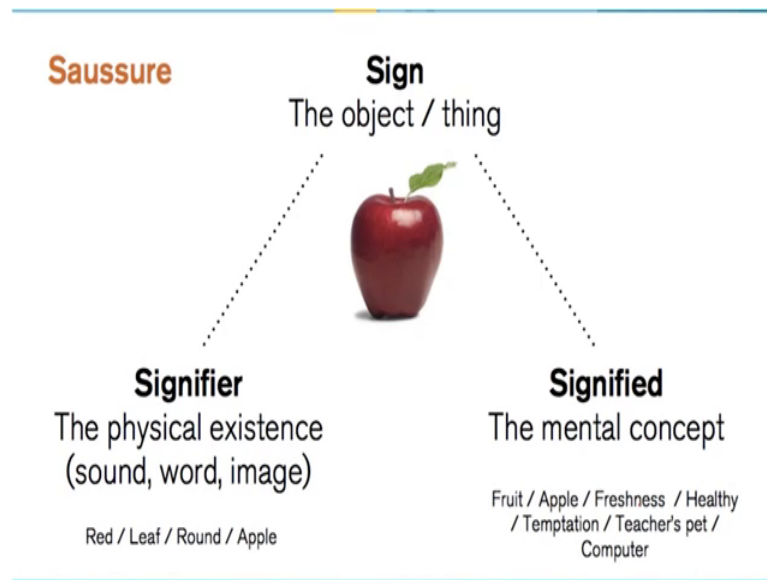 Saussure
Sign
The object / thing
Signifier
The physical existence
(sound, word, image)
Red / Leaf / Round / Apple
Signified
The mental concept
Fruit / Apple / Freshness / Healthy
/ Temptation / Teacher's pet /
Computer